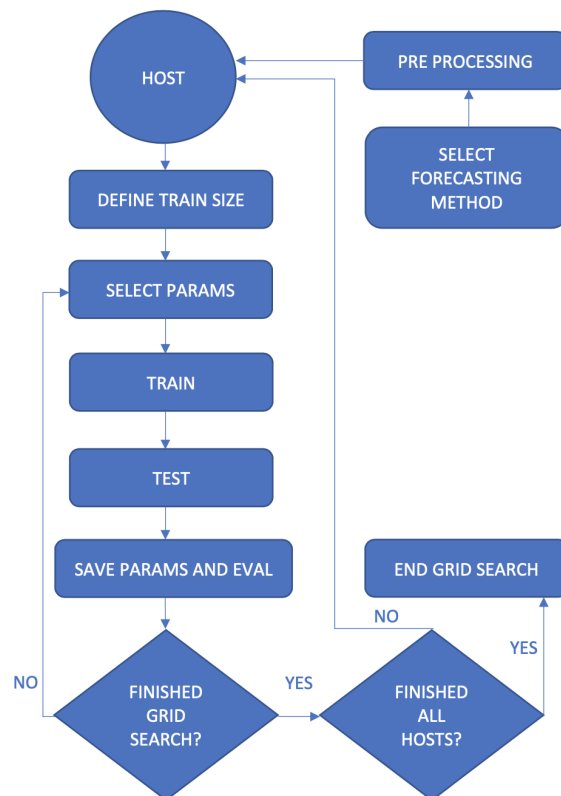 HOST
PRE PROCESSING
SELECT
FORECASTING
METHOD
DEFINE TRAIN SIZE
SELECT PARAMS
TRAIN
TEST
SAVE PARAMS AND EVAL
END GRID SEARCH
NO
YES
NO
YES
FINISHED
GRID
SEARCH?
FINISHED
ALL
HOSTS?